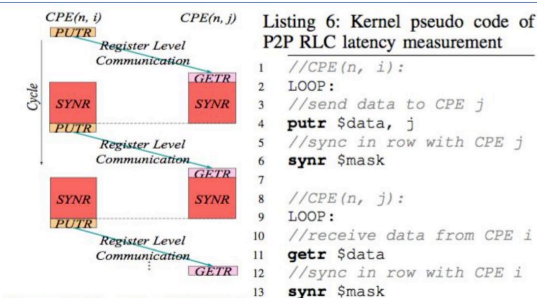 CPE(n, i)
CPE(n, j)
PUTR
Register Level
Communication
GETR
Cycle
SYNR
SYNR
PUTR
Register Level
Communication
GETR
SYNR
SYNR
PUTR
Register Level
Communication
⋮
GETR
Listing 6: Kernel pseudo code of
P2P RLC latency measurement
1 //CPE(n, i):
2 LOOP:
3 //send data to CPE j
4 putr $data, j
5 //sync in row with CPE j
6 synr $mask
7
8 //CPE(n, j):
9 LOOP:
10 //receive data from CPE i
11 getr $data
12 //sync in row with CPE i
13 synr $mask